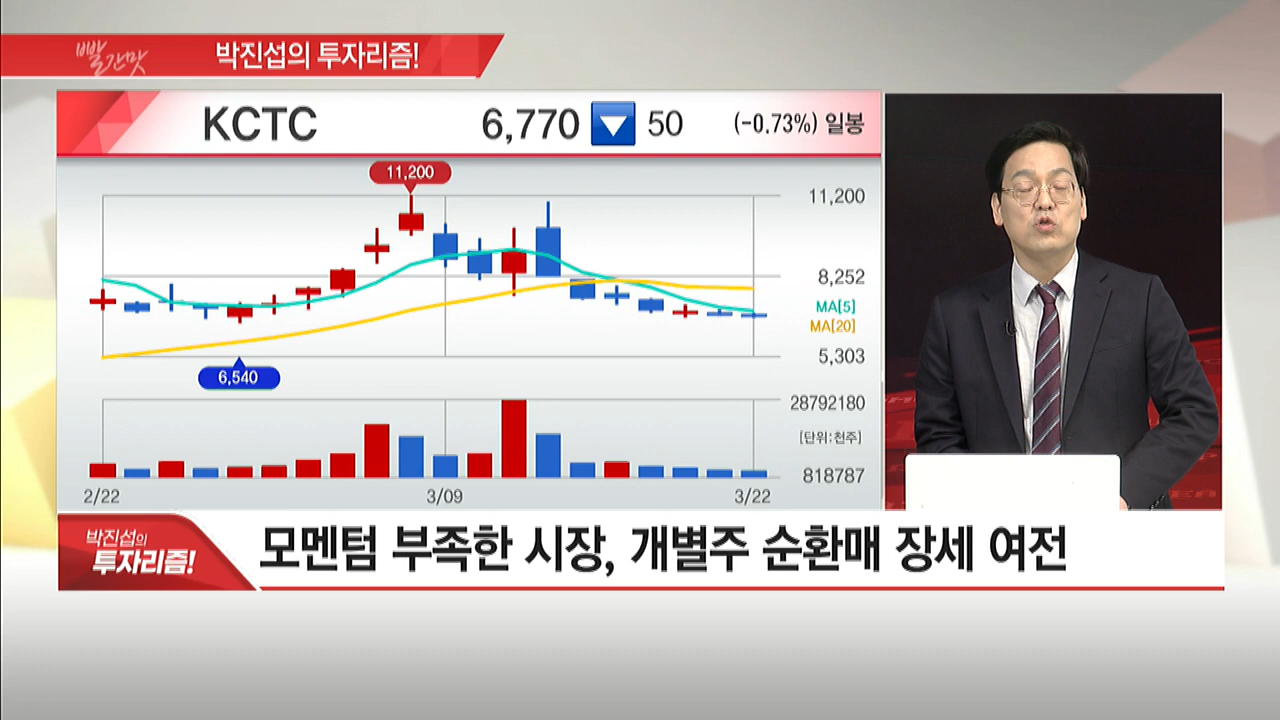 빨간맛
박진섭의 투자리즘!
KCTC 6,770 ▼ 50 (-0.73%) 일봉
11,200
11,200
8,252
MA[5]
MA[20]
5,303
6,540
28792180
[단위:천주]
818787
2/22 3/09 3/22
박진섭의
투자리즘!
모멘텀 부족한 시장, 개별주 순환매 장세 여전